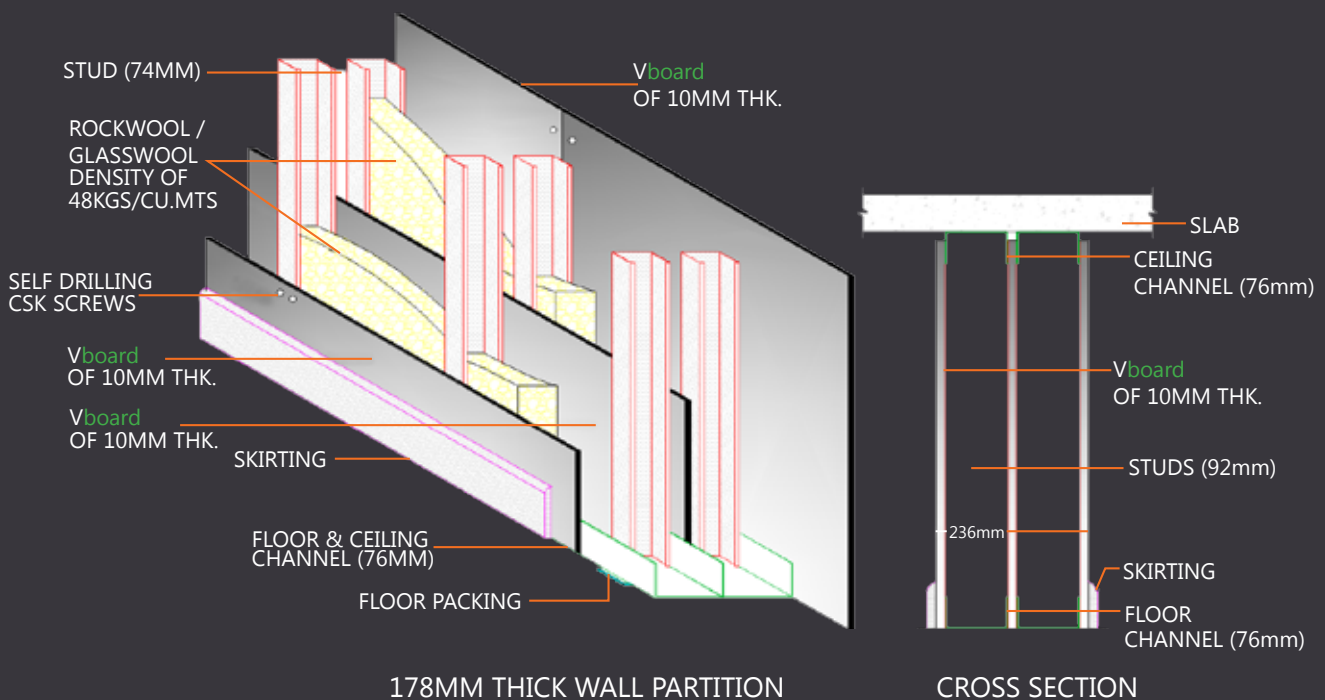 STUD (74MM)
Vboard
OF 10MM THK.
ROCKWOOL /
GLASSWOOL
DENSITY OF
48KGS/CU.MTS
SELF DRILLING
CSK SCREWS
Vboard
OF 10MM THK.
Vboard
OF 10MM THK.
SKIRTING
FLOOR & CEILING
CHANNEL (76MM)
FLOOR PACKING
178MM THICK WALL PARTITION
SLAB
CEILING
CHANNEL (76mm)
Vboard
OF 10MM THK.
STUDS (92mm)
236mm
SKIRTING
FLOOR
CHANNEL (76mm)
CROSS SECTION